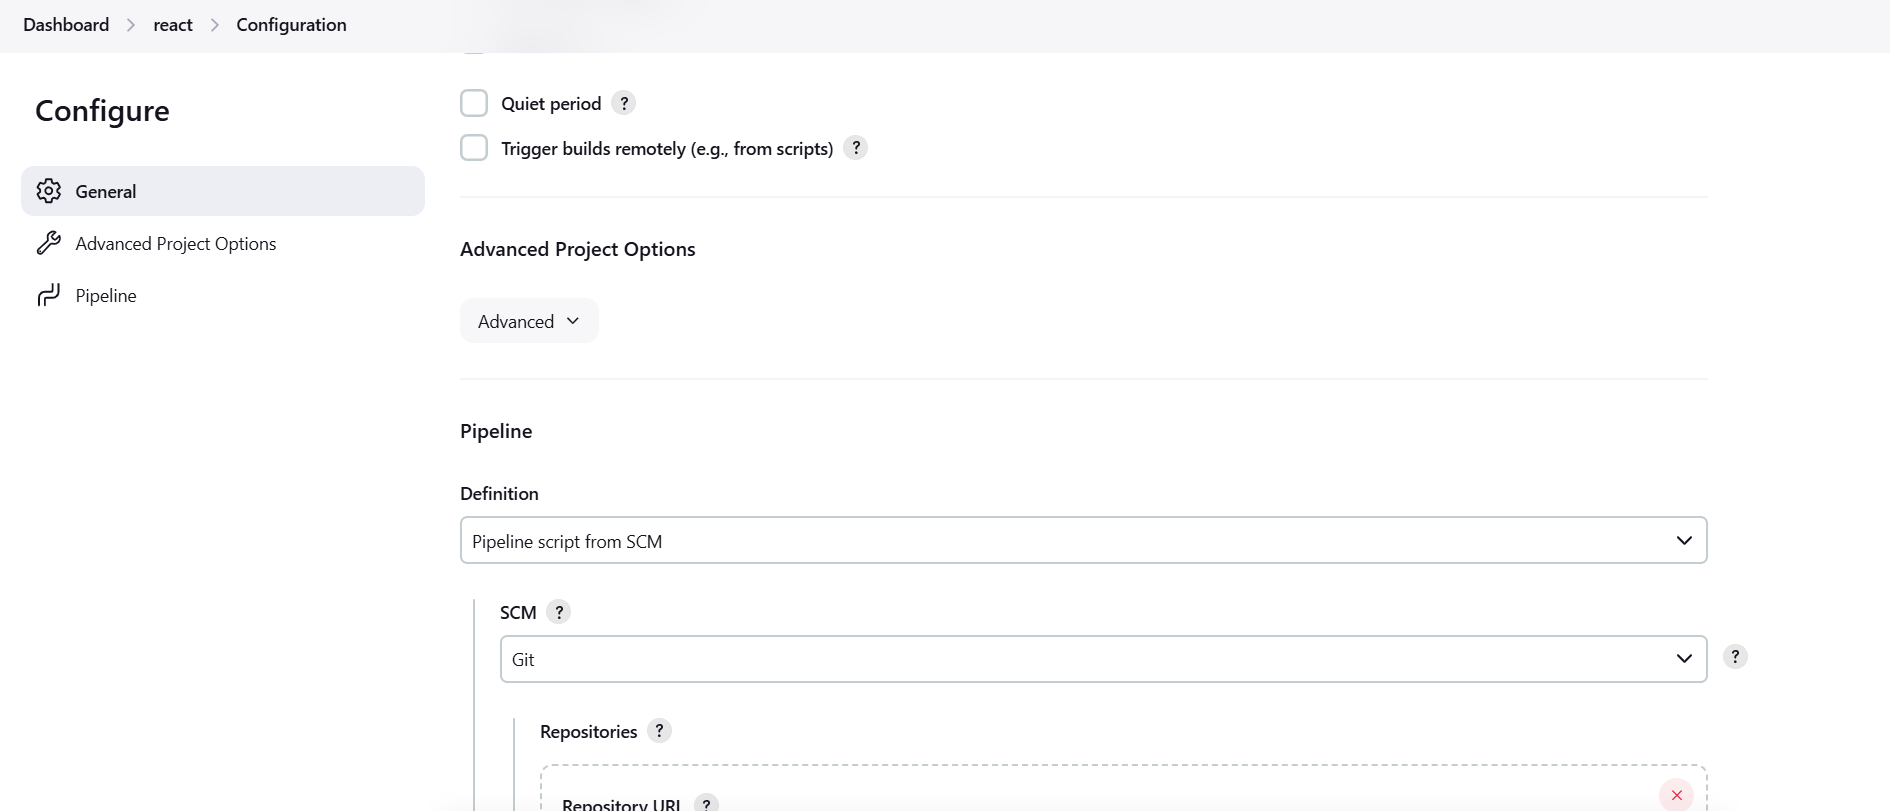 Dashboard > react > Configuration
Configure
General
Advanced Project Options
Pipeline
Quiet period ?
Trigger builds remotely (e.g., from scripts) ?
Advanced Project Options
Advanced
Pipeline
Definition
Pipeline script from SCM
SCM ?
Git
?
Repositories ?
Repository URL ?